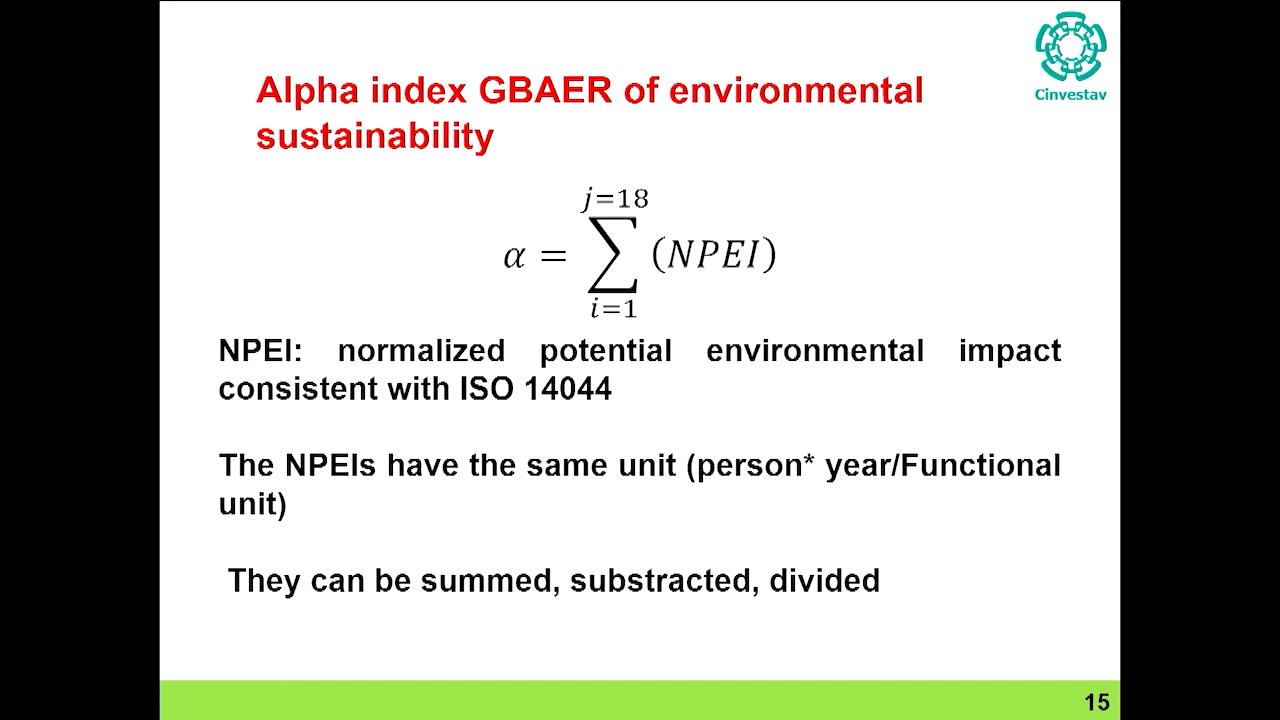 Cinvestav
Alpha index GBAER of environmental
sustainability
j=18
α = ∑ (NPEI)
i=1
NPEI: normalized potential environmental impact
consistent with ISO 14044
The NPEIs have the same unit (person* year/Functional
unit)
They can be summed, substracted, divided
15